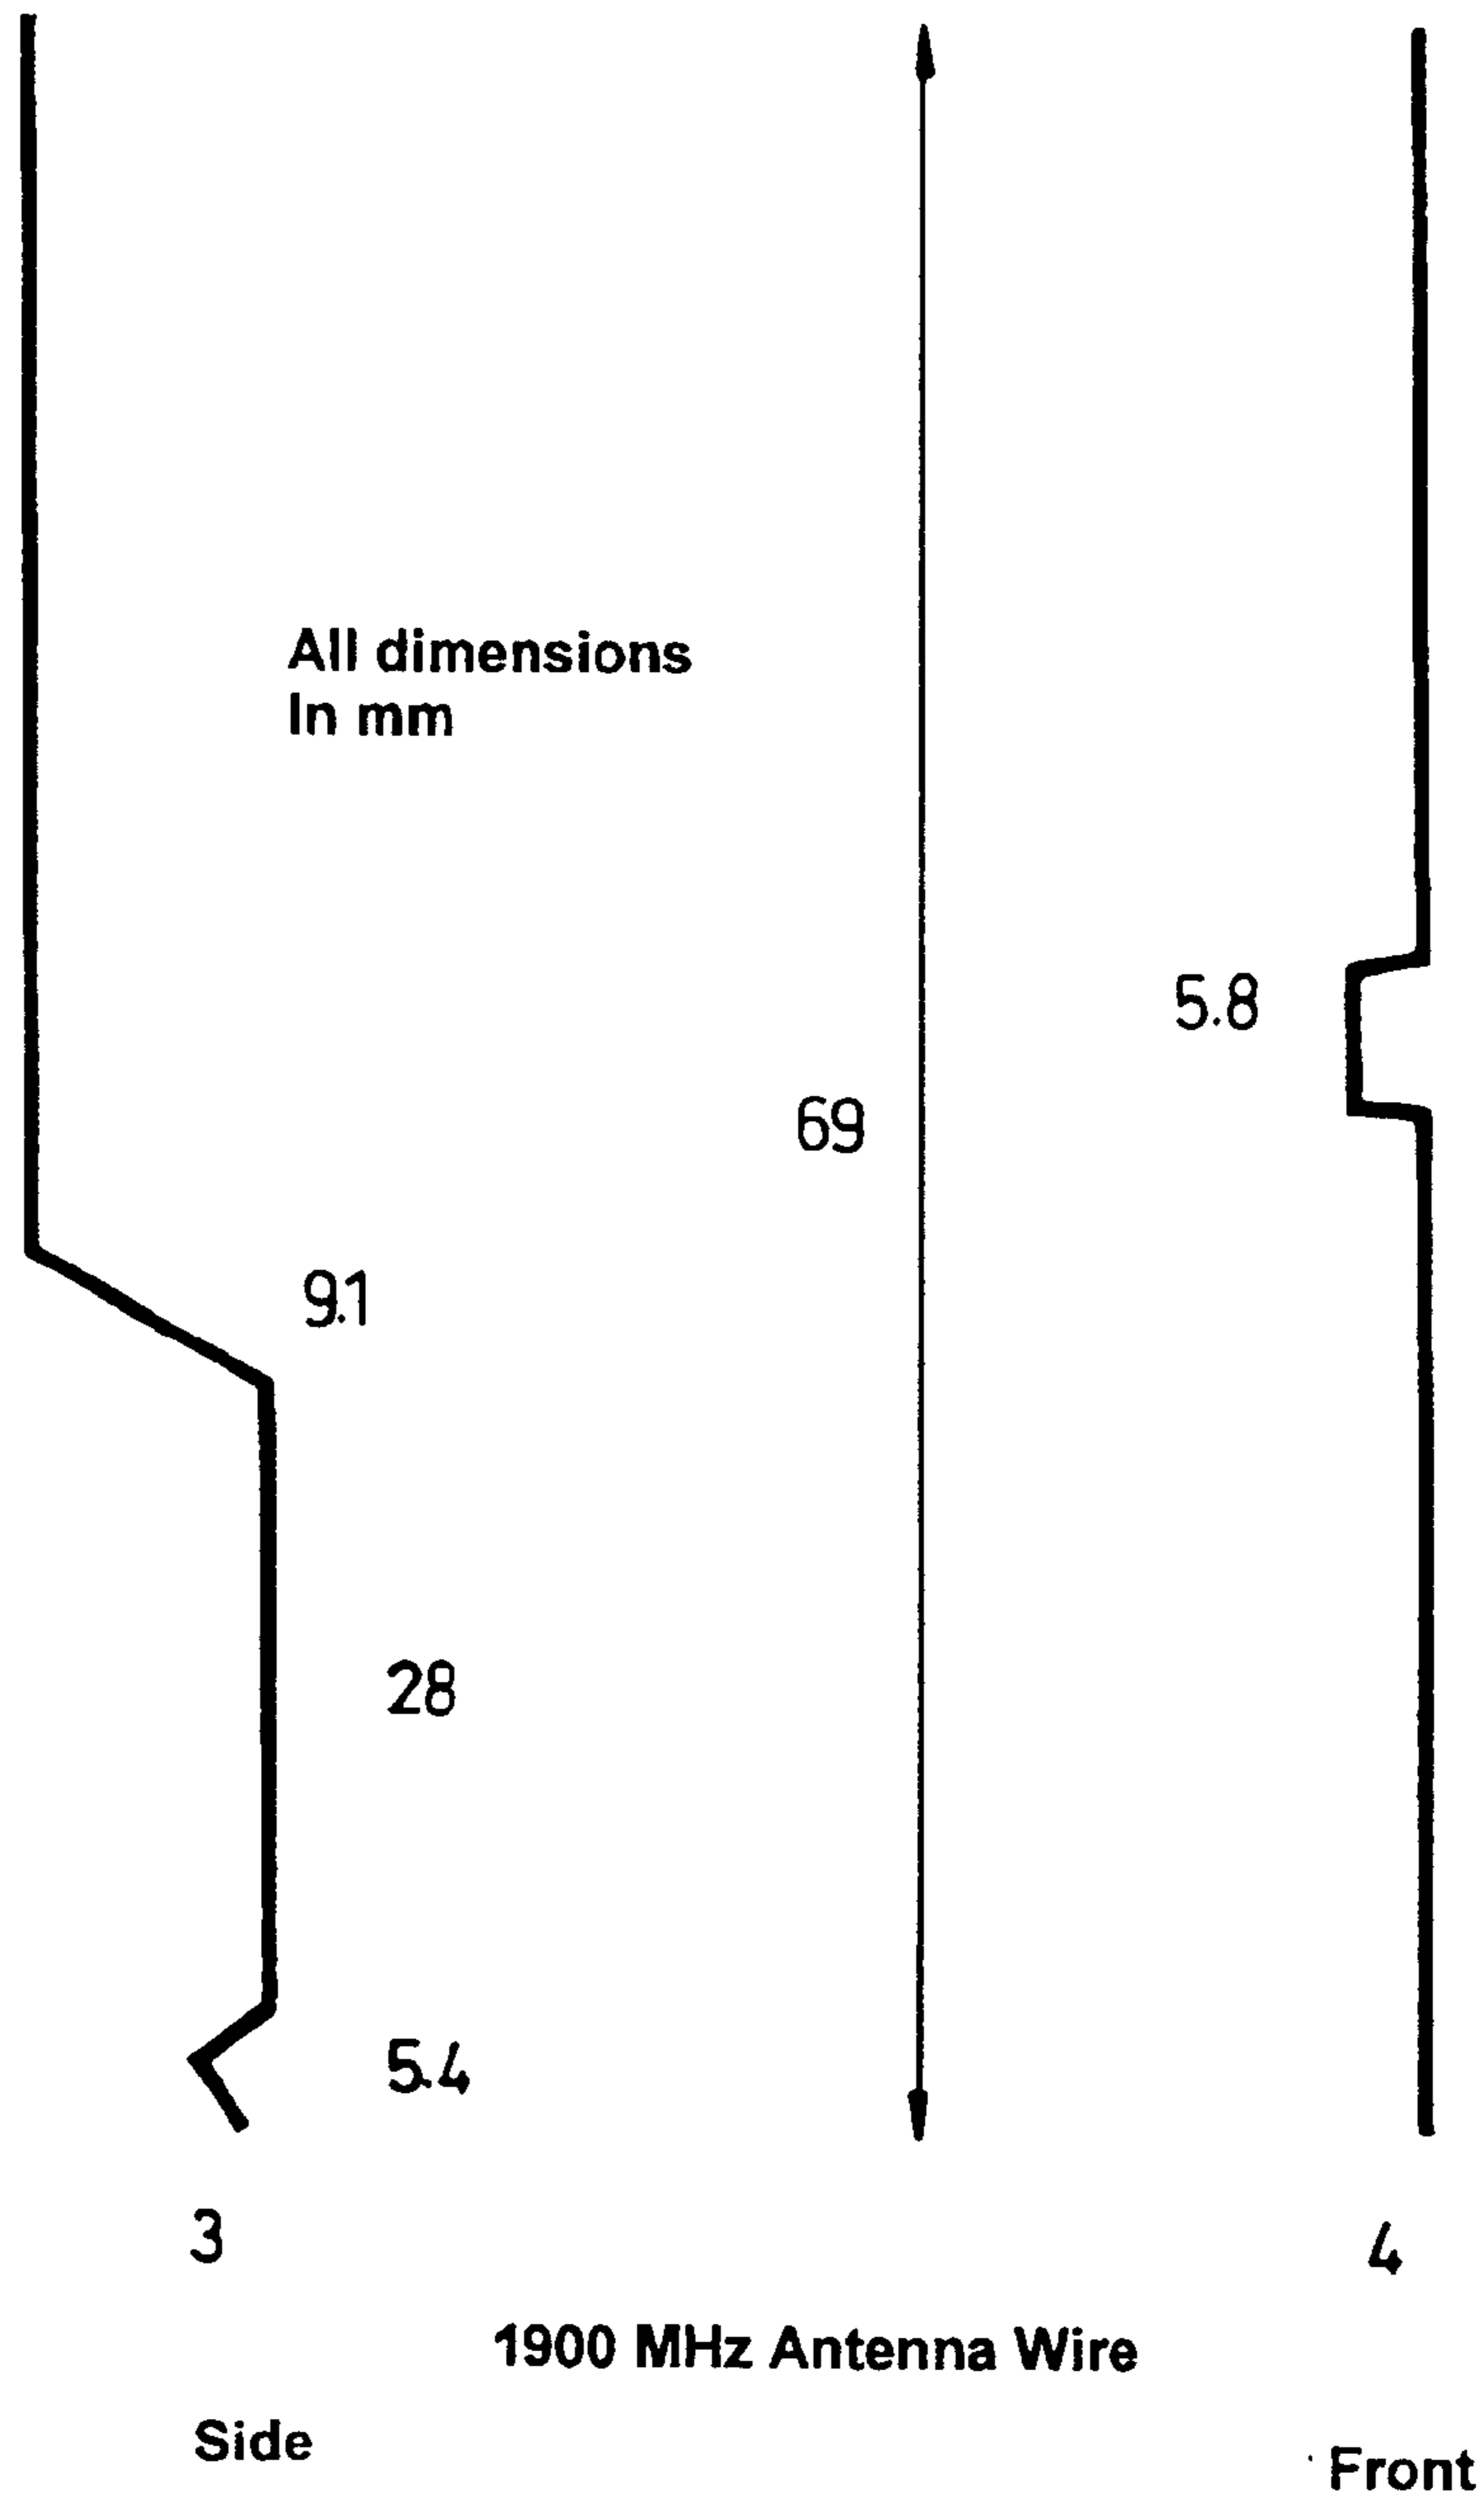 All dimensions
In mm
5.8
69
9.1
28
5.4
3
4
1900 MHz Antenna Wire
Side
Front